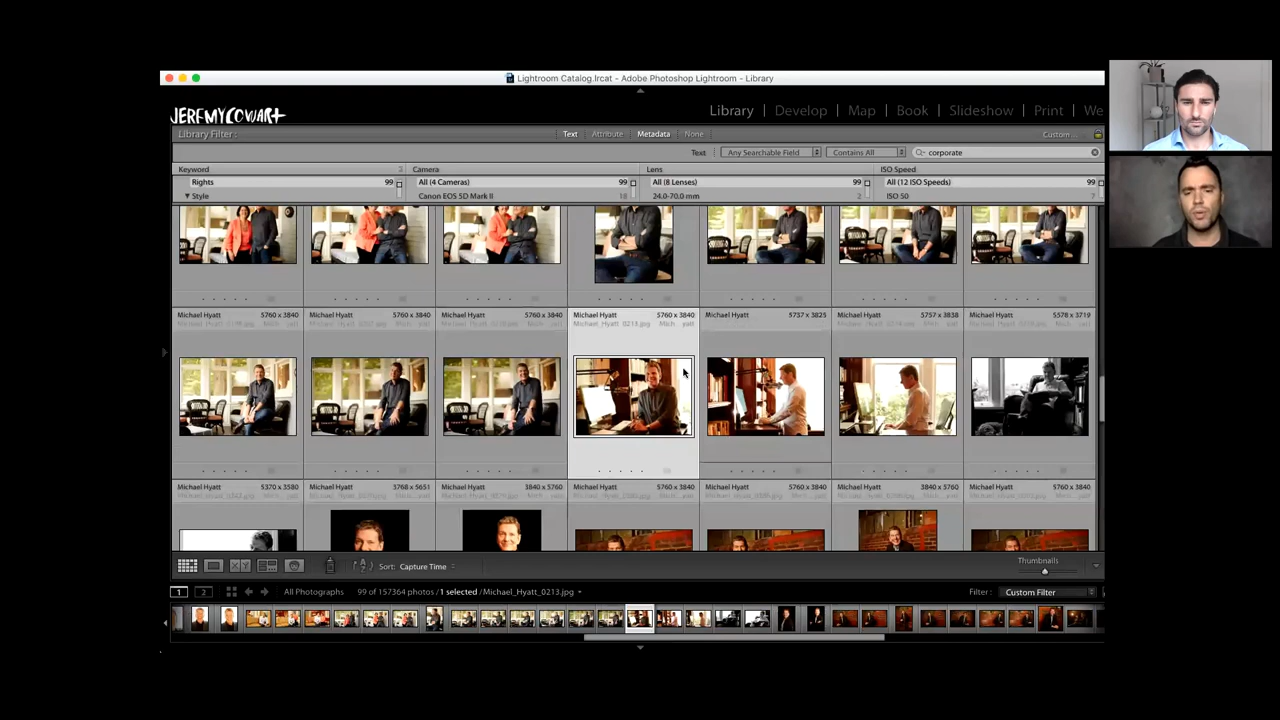 Lightroom Catalog.lrcat - Adobe Photoshop Lightroom - Library
JEREMYCOWART
Library | Develop | Map | Book | Slideshow | Print | We
Library Filter :
Text Attribute Metadata None
Custom...
Text Any Searchable Field Contains All corporate
Keyword Camera Lens ISO Speed
Rights 99 All (4 Cameras) 99 All (8 Lenses) 99 All (12 ISO Speeds) 99
Style Canon EOS 5D Mark II 24.0-70.0 mm 2 ISO 50
Michael Hyatt 5760 x 3840 Michael Hyatt 5760 x 3840 Michael Hyatt 5760 x 3840 Michael Hyatt 5760 x 3840 Michael Hyatt 5737 x 3825 Michael Hyatt 5757 x 3838 Michael Hyatt 5578 x 3719
Michael_Hyatt_0213.jpg
Michael Hyatt 5370 x 3580 Michael Hyatt 5768 x 5651 Michael Hyatt 3840 x 5760 Michael Hyatt 5760 x 3840 Michael Hyatt 5760 x 3840 Michael Hyatt 3840 x 5760 Michael Hyatt 5760 x 3840
XY
Sort: Capture Time
Thumbnails
1 2 All Photographs 99 of 157364 photos / 1 selected / Michael_Hyatt_0213.jpg
Filter : Custom Filter